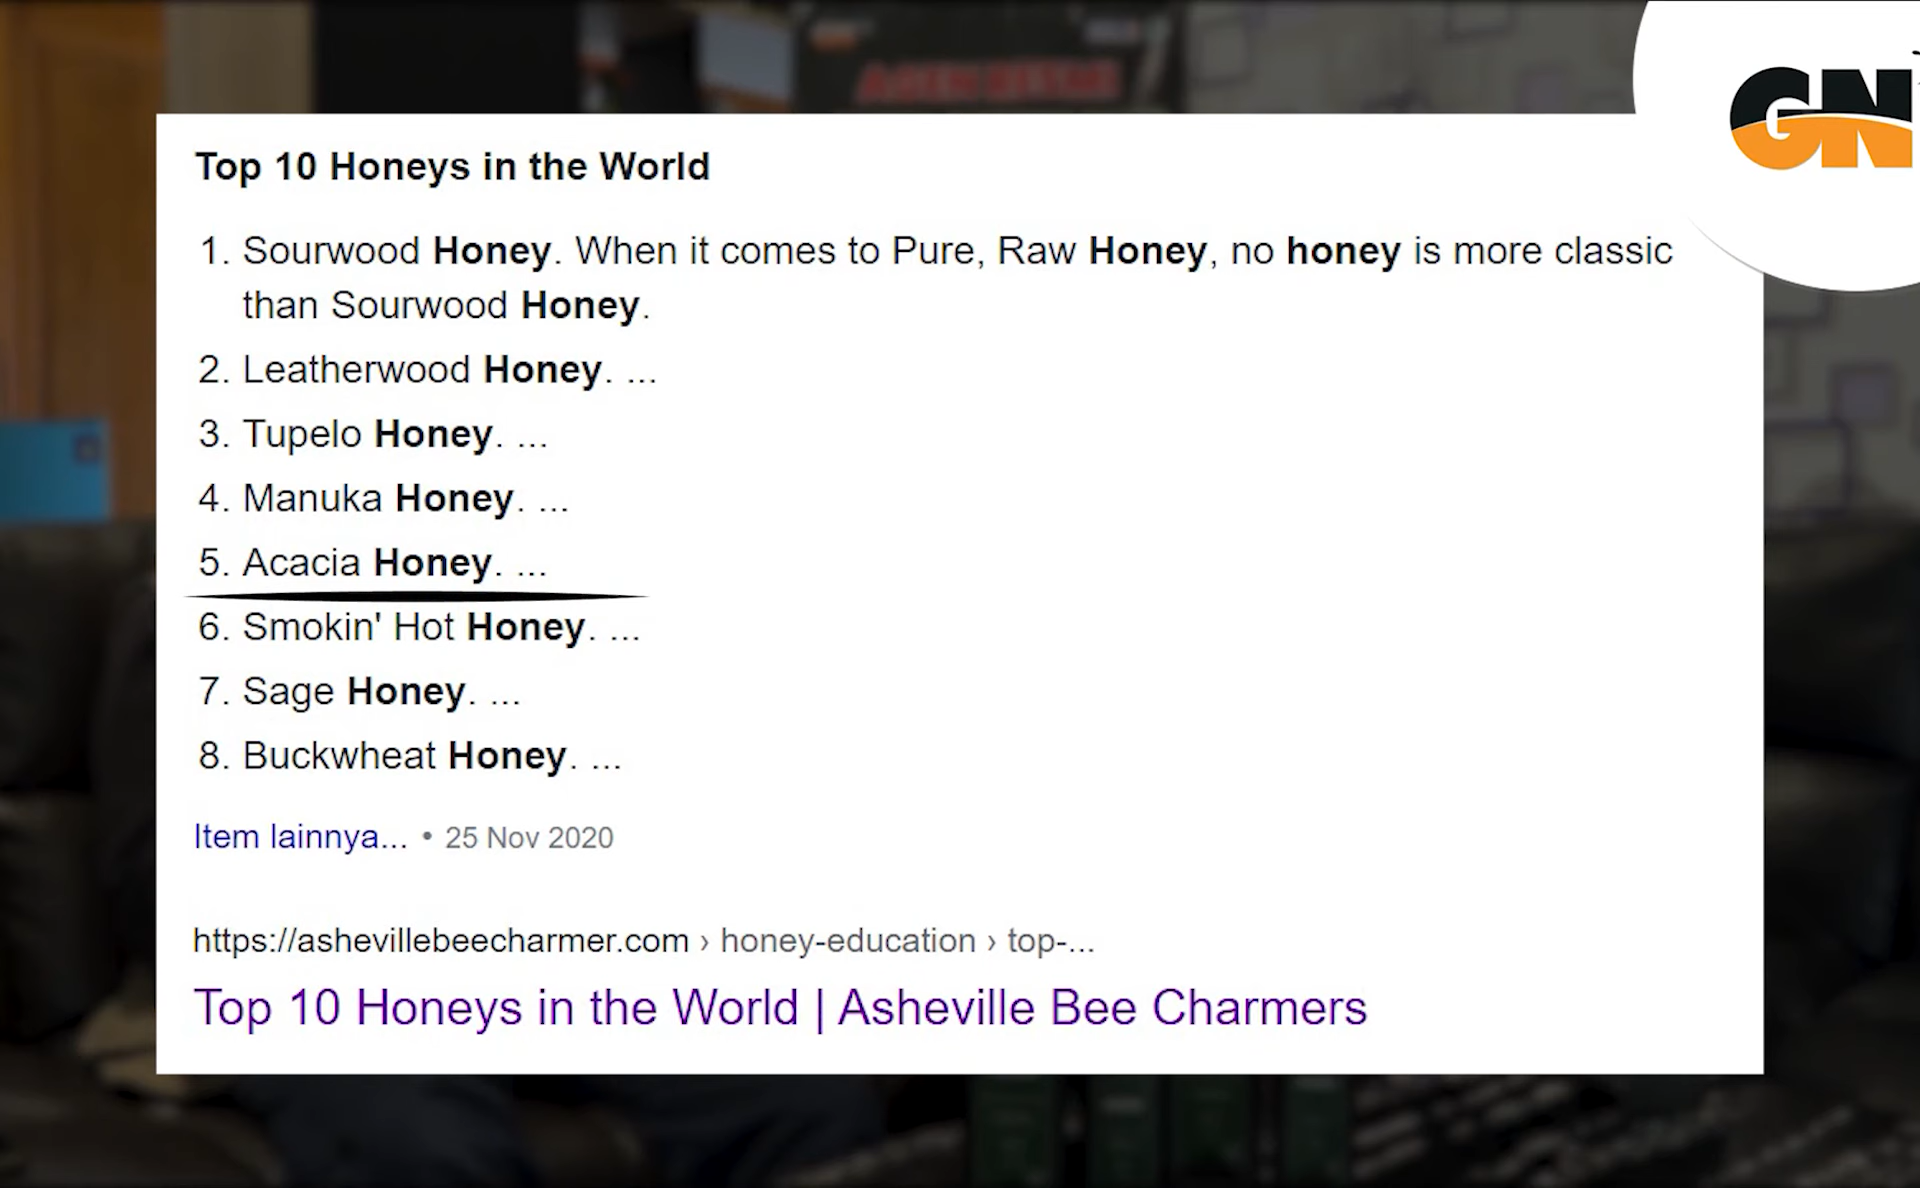 GN
Top 10 Honeys in the World
1. Sourwood Honey. When it comes to Pure, Raw Honey, no honey is more classic
than Sourwood Honey.
2. Leatherwood Honey. ...
3. Tupelo Honey. ...
4. Manuka Honey. ...
5. Acacia Honey. ...
6. Smokin' Hot Honey. ...
7. Sage Honey. ...
8. Buckwheat Honey. ...
Item lainnya... • 25 Nov 2020
https://ashevillebeecharmer.com › honey-education › top-...
Top 10 Honeys in the World | Asheville Bee Charmers